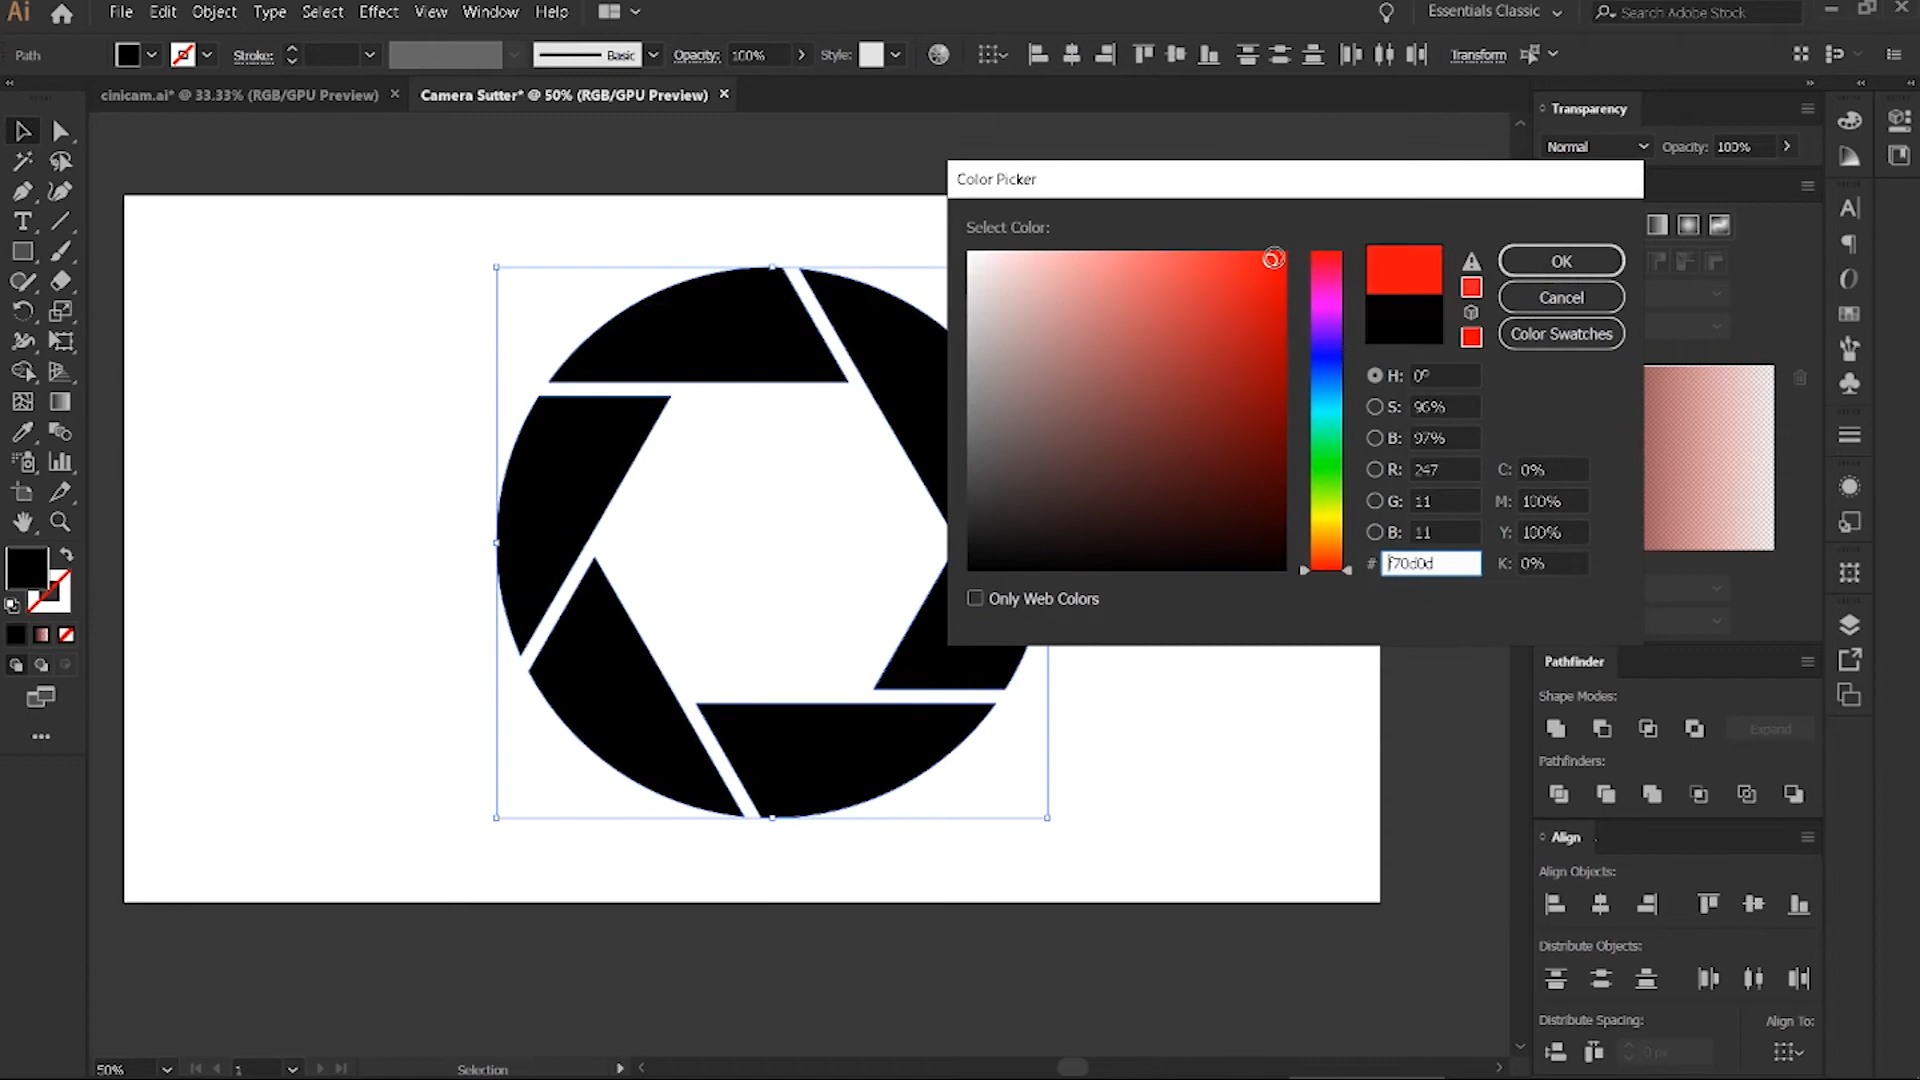 Ai File Edit Object Type Select Effect View Window Help Essentials Classic Search Adobe Stock
Path Stroke: Basic Opacity: 100% Style: Transform
cinicam.ai* @ 33.33% (RGB/GPU Preview) Camera Sutter* @ 50% (RGB/GPU Preview)
Transparency
Normal Opacity: 100%
Color Picker
Select Color:
OK
Cancel
Color Swatches
H: 0º
S: 96%
B: 97%
R: 247 C: 0%
G: 11 M: 100%
B: 11 Y: 100%
# f70d0d K: 0%
Only Web Colors
Pathfinder
Shape Modes:
Expand
Pathfinders:
Align
Align Objects:
Distribute Objects:
Distribute Spacing: Align To:
0 px
50% 1 Selection